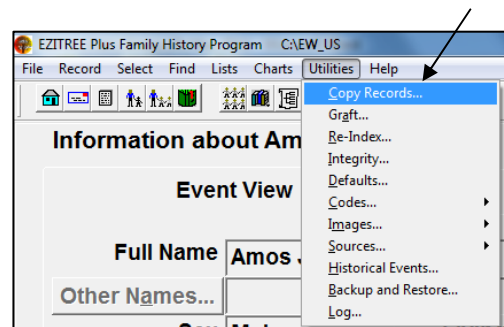 EZITREE Plus Family History Program C:\EW_US
File Record Select Find Lists Charts Utilities Help
Copy Records...
Graft...
Re-Index...
Integrity...
Defaults...
Codes...
Images...
Sources...
Historical Events...
Backup and Restore...
Log...
Information about Am
Event View
Full Name Amos
Other Names...